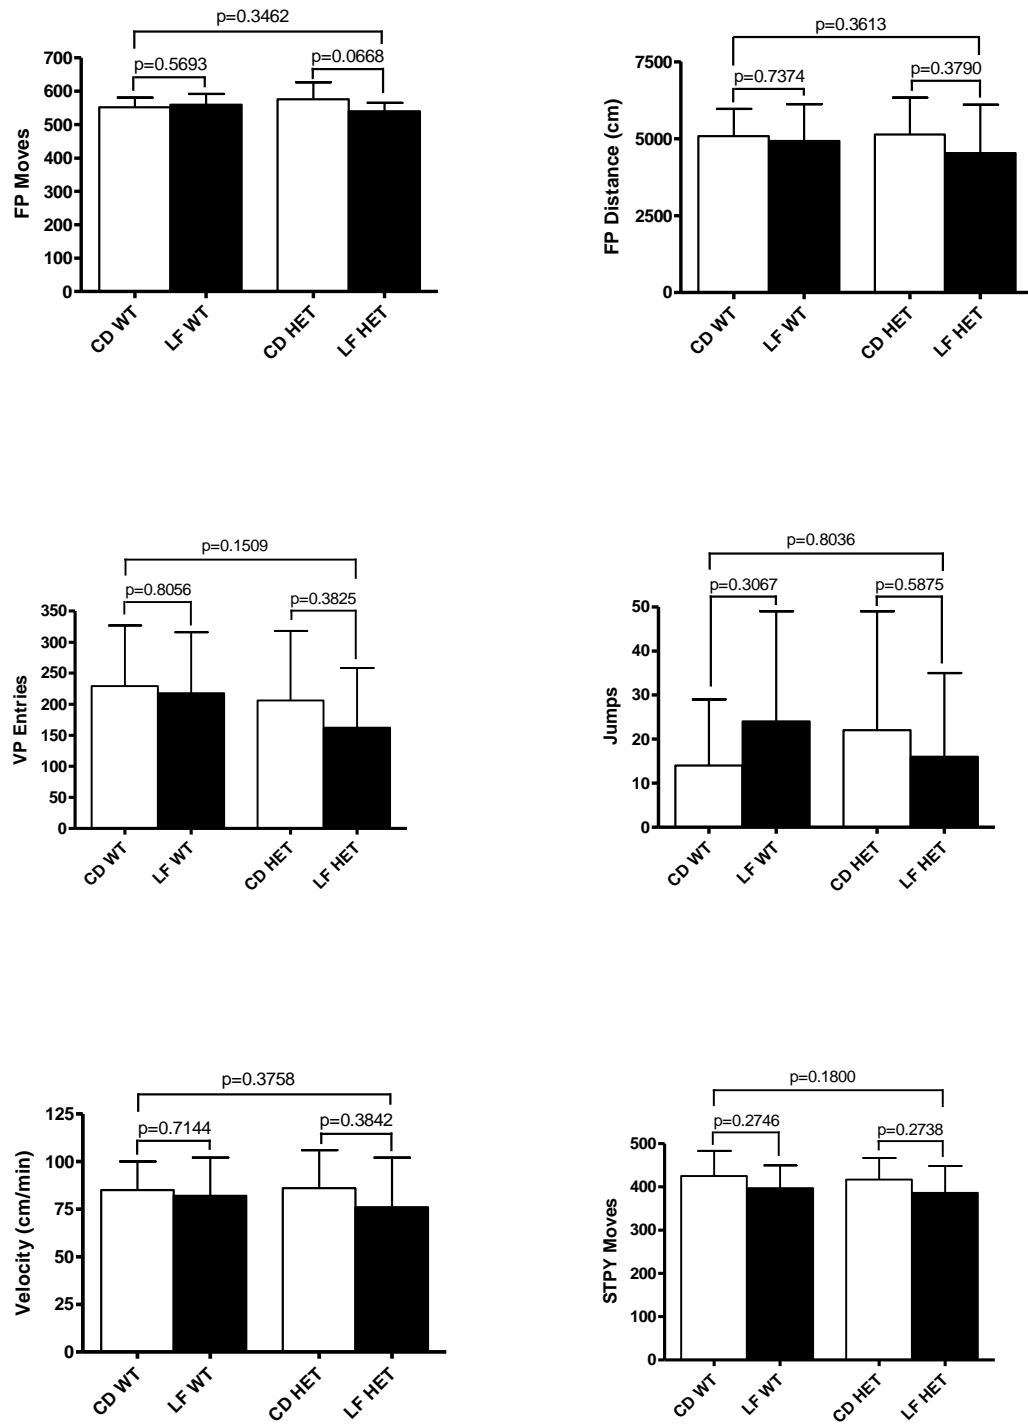 p=0.3462
p=0.5693
p=0.0668
FP Moves
700
600
500
400
300
200
100
0
CD WT
LF WT
CD HET
LF HET
p=0.3613
p=0.7374
p=0.3790
FP Distance (cm)
7500
5000
2500
0
CD WT
LF WT
CD HET
LF HET
p=0.1509
p=0.8056
p=0.3825
VP Entries
350
300
250
200
150
100
50
0
CD WT
LF WT
CD HET
LF HET
p=0.8036
p=0.3067
p=0.5875
Jumps
50
40
30
20
10
0
CD WT
LF WT
CD HET
LF HET
p=0.3758
p=0.7144
p=0.3842
Velocity (cm/min)
125
100
75
50
25
0
CD WT
LF WT
CD HET
LF HET
p=0.1800
p=0.2746
p=0.2738
STPY Moves
500
400
300
200
100
0
CD WT
LF WT
CD HET
LF HET